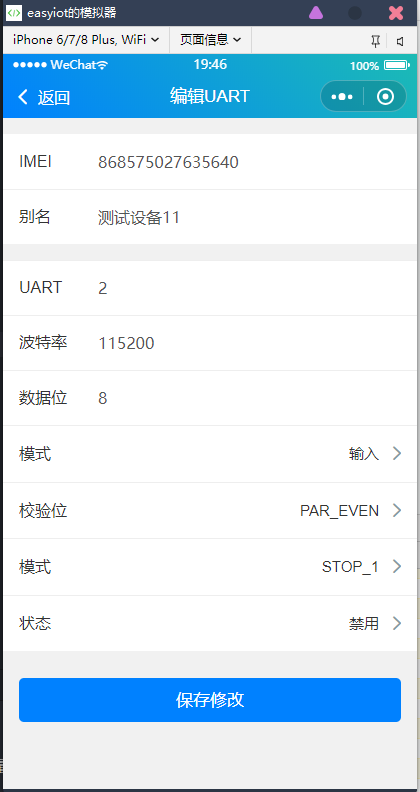 easyiot的模拟器
iPhone 6/7/8 Plus, WiFi 页面信息
WeChat 19:46 100%
返回 编辑UART
IMEI 868575027635640
别名 测试设备11
UART 2
波特率 115200
数据位 8
模式 输入
校验位 PAR_EVEN
模式 STOP_1
状态 禁用
保存修改